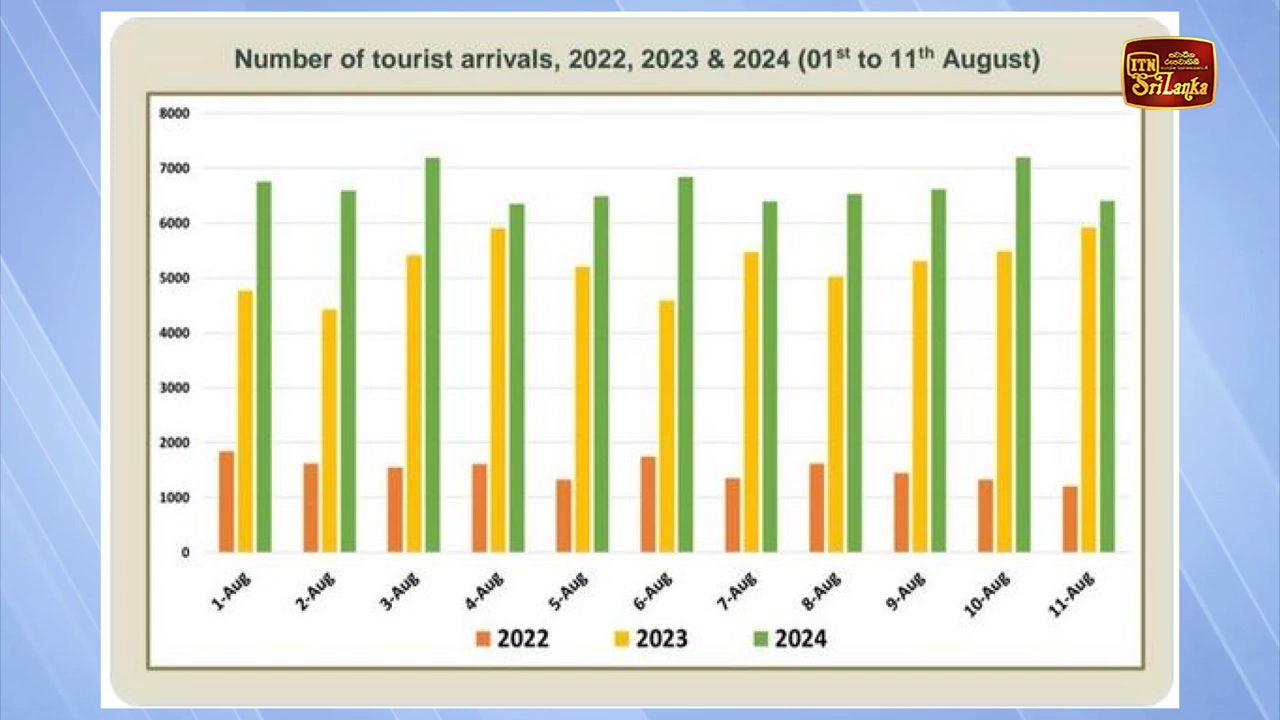 Number of tourist arrivals, 2022, 2023 & 2024 (01st to 11th August)
ITN
Sri Lanka
8000
7000
6000
5000
4000
3000
2000
1000
0
1-Aug
2-Aug
3-Aug
4-Aug
5-Aug
6-Aug
7-Aug
8-Aug
9-Aug
10-Aug
11-Aug
2022
2023
2024